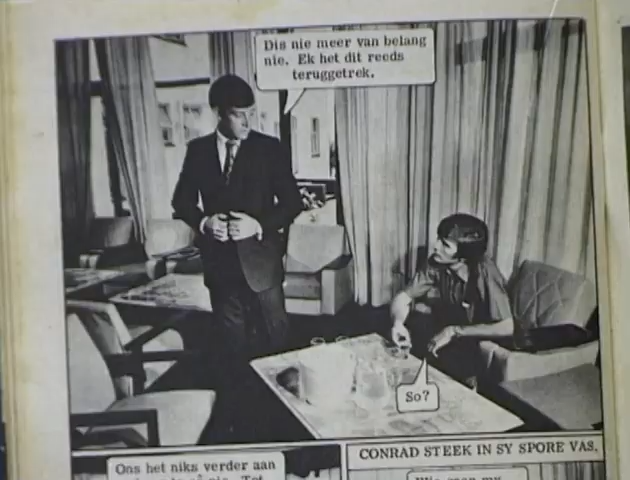 Dis nie meer van belang
nie. Ek het dit reeds
teruggetrek.
So?
Ons het niks verder aan
CONRAD STEEK IN SY SPORE VAS.